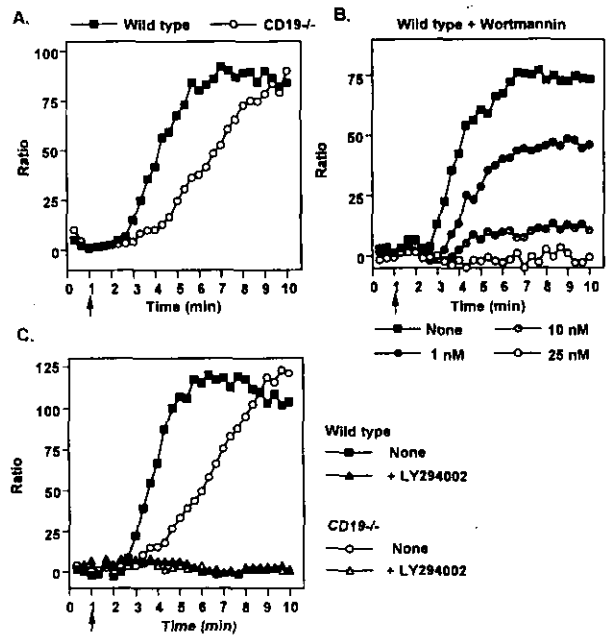 A.
Wild type
CD19-/-
100
75
50
25
0
Ratio
0 1 2 3 4 5 6 7 8 9 10
Time (min)
B.
Wild type + Wortmannin
75
50
25
0
Ratio
0 1 2 3 4 5 6 7 8 9 10
Time (min)
None
10 nM
1 nM
25 nM
C.
125
100
75
50
25
0
Ratio
0 1 2 3 4 5 6 7 8 9 10
Time (min)
Wild type
None
+ LY294002
CD19-/-
None
+ LY294002